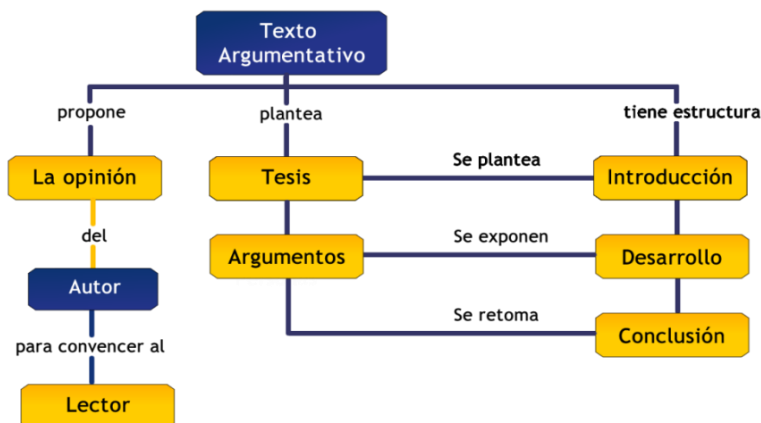 Texto
Argumentativo
propone
plantea
tiene estructura
La opinión
Tesis
Se plantea
Introducción
del
Argumentos
Se exponen
Desarrollo
Autor
Se retoma
Conclusión
para convencer al
Lector